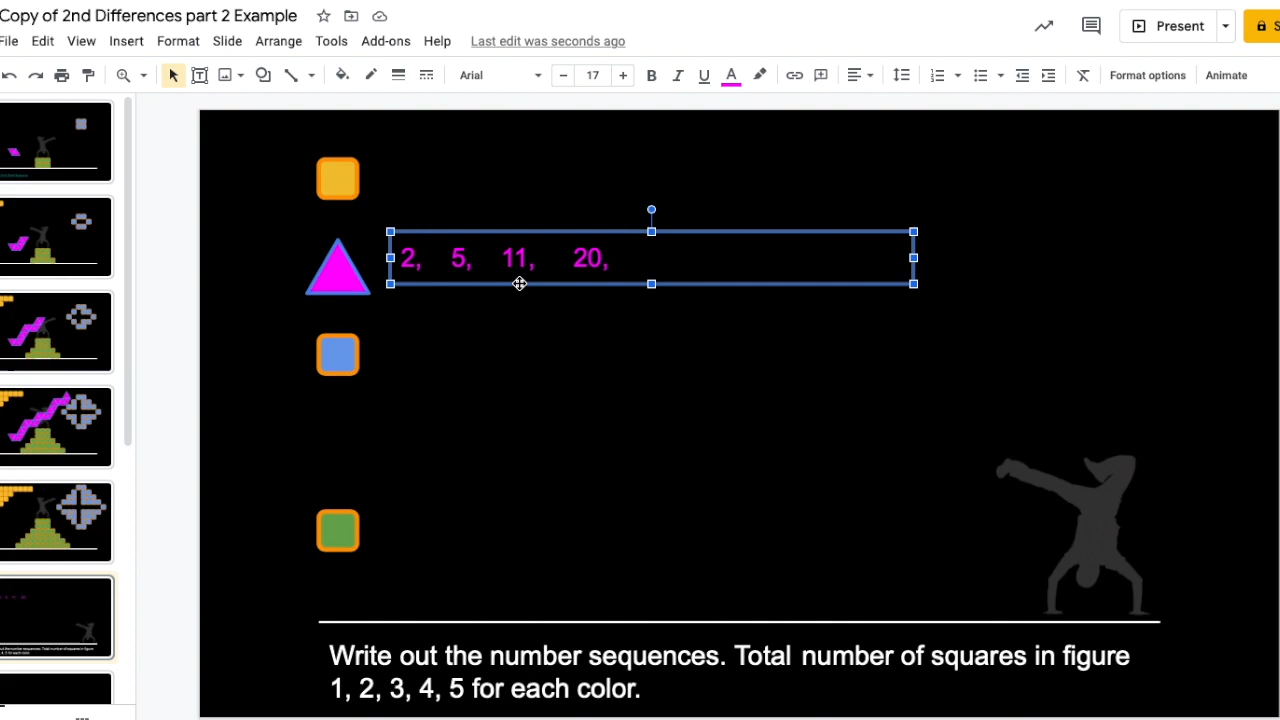 Copy of 2nd Differences part 2 Example
File Edit View Insert Format Slide Arrange Tools Add-ons Help Last edit was seconds ago
Present
Arial 17 Format options Animate
2, 5, 11, 20,
Write out the number sequences. Total number of squares in figure
1, 2, 3, 4, 5 for each color.